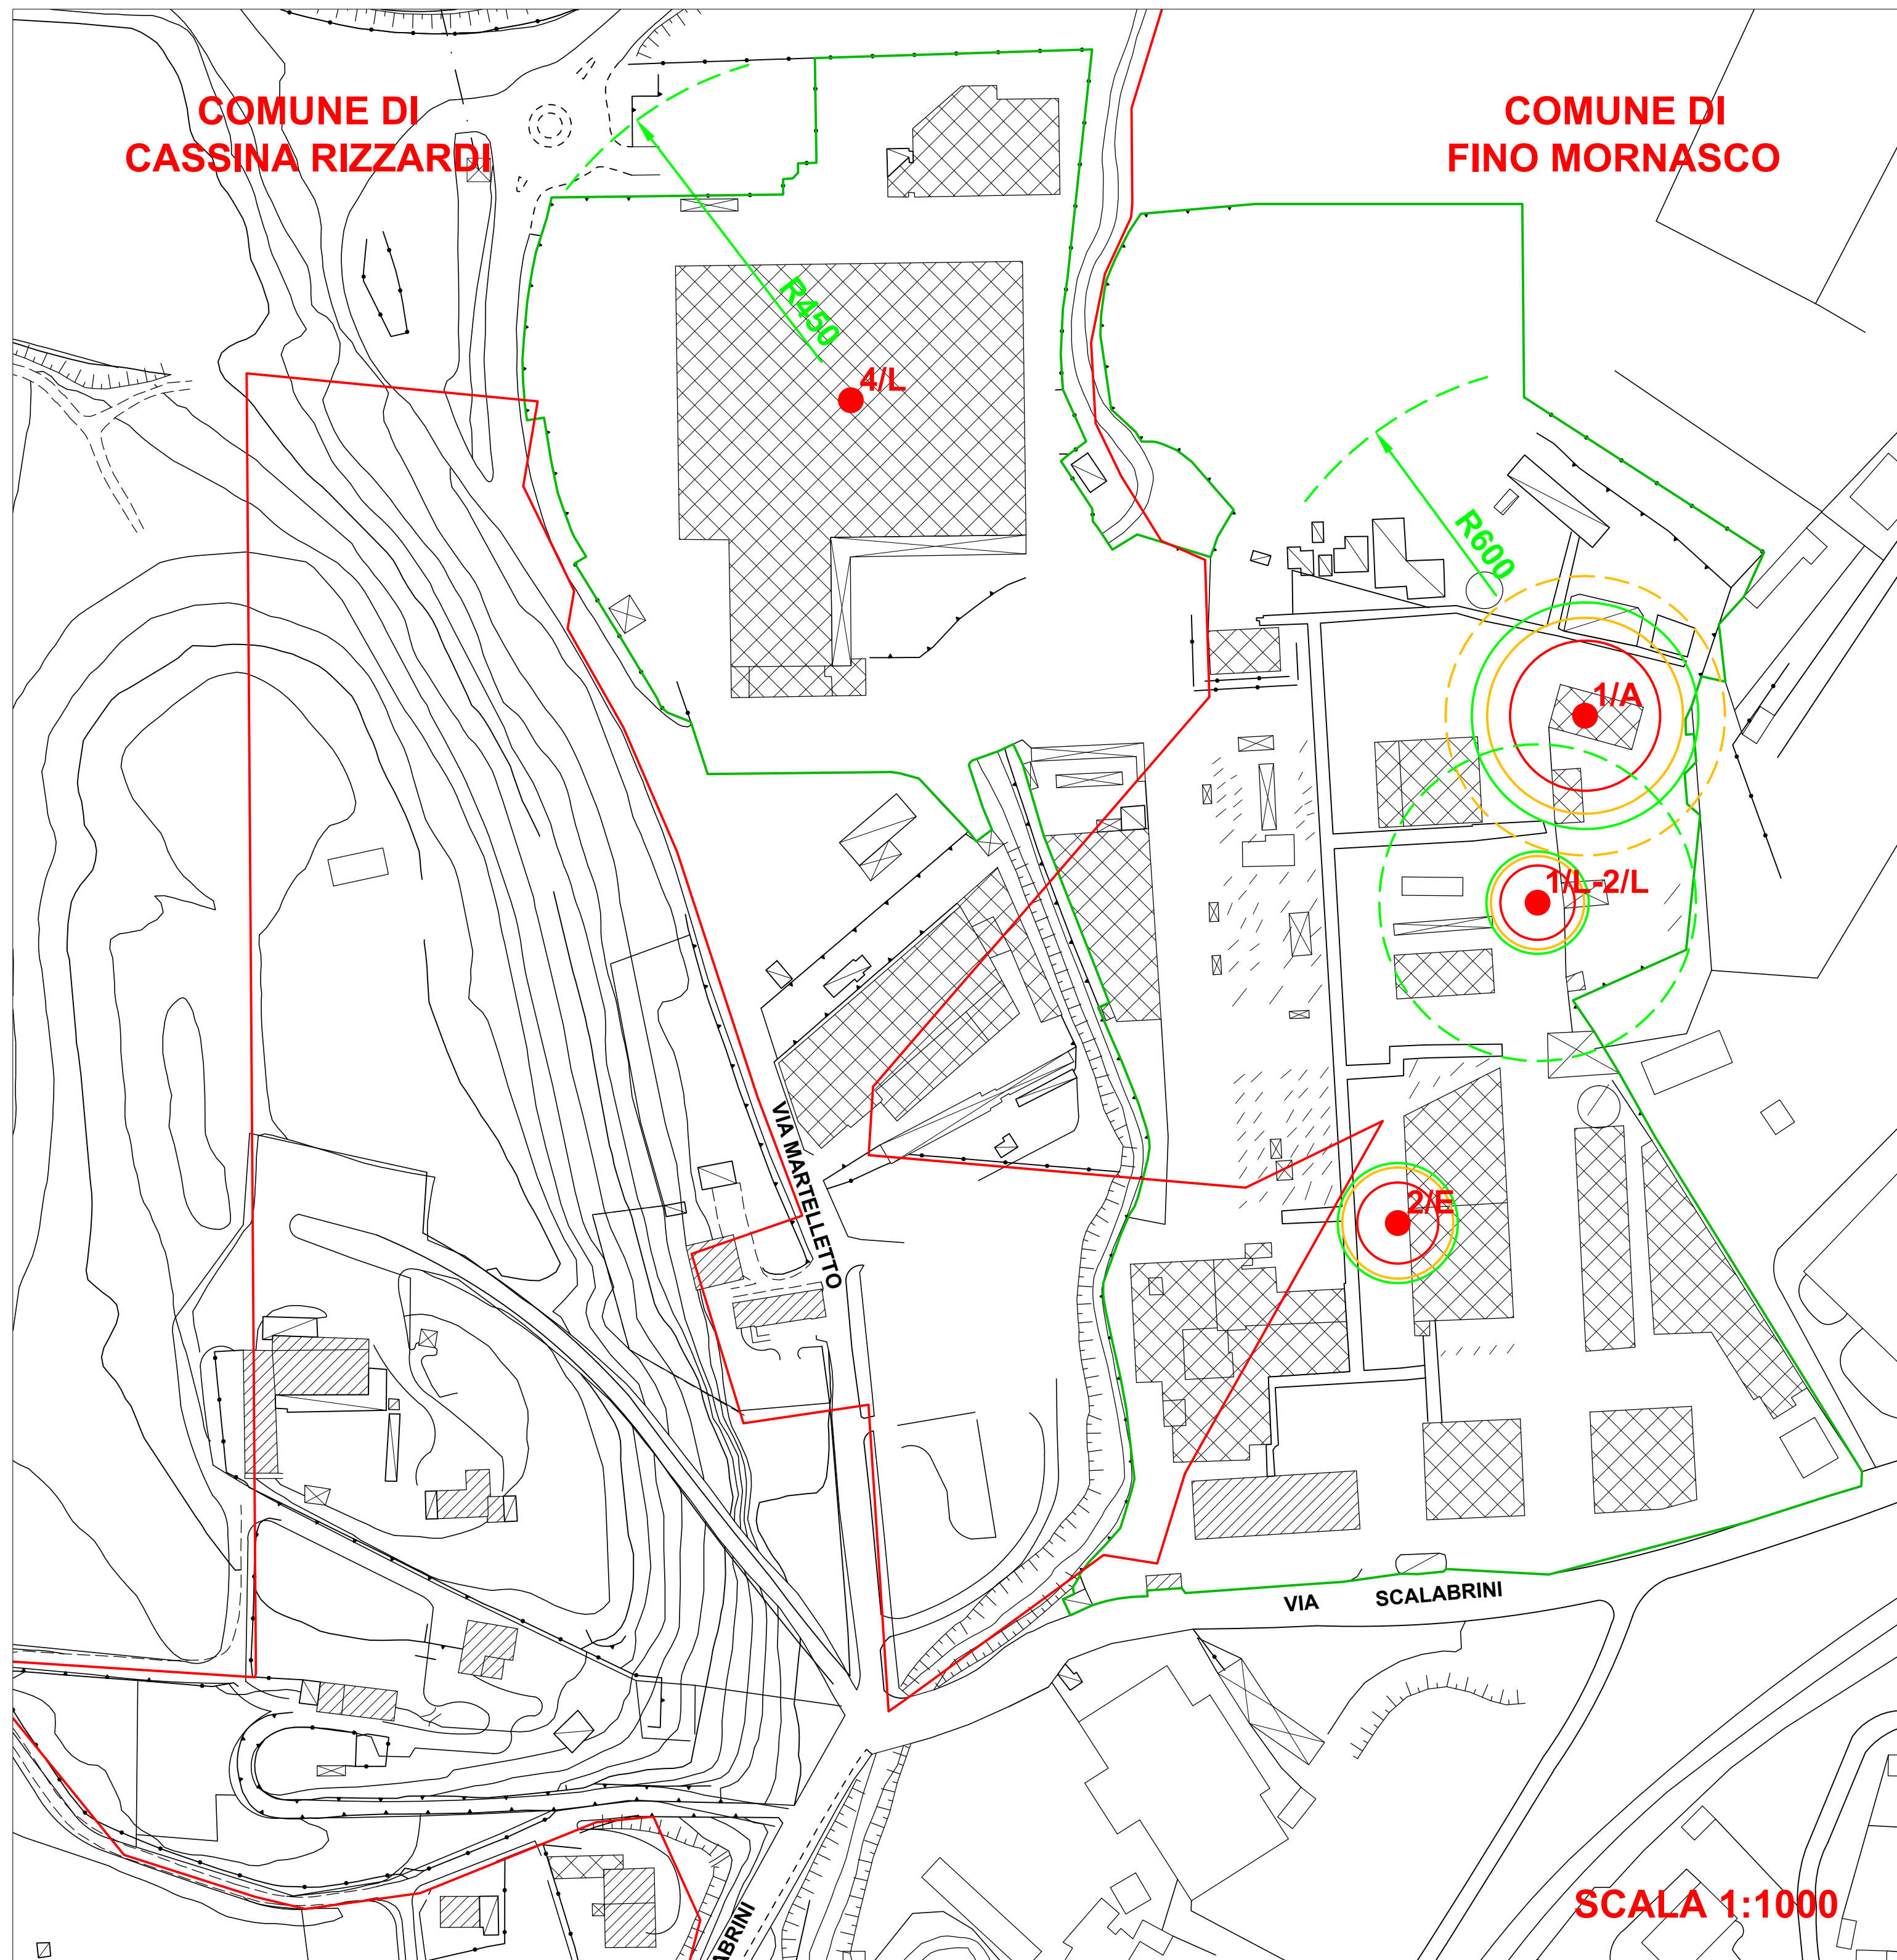 COMUNE DI
CASSINA RIZZARDI
COMUNE DI
FINO MORNASCO
R450
4/L
R600
1/A
1/L-2/L
VIA MARTELLETTO
2/E
VIA SCALABRINI
SCALA 1:1000
ABRINI